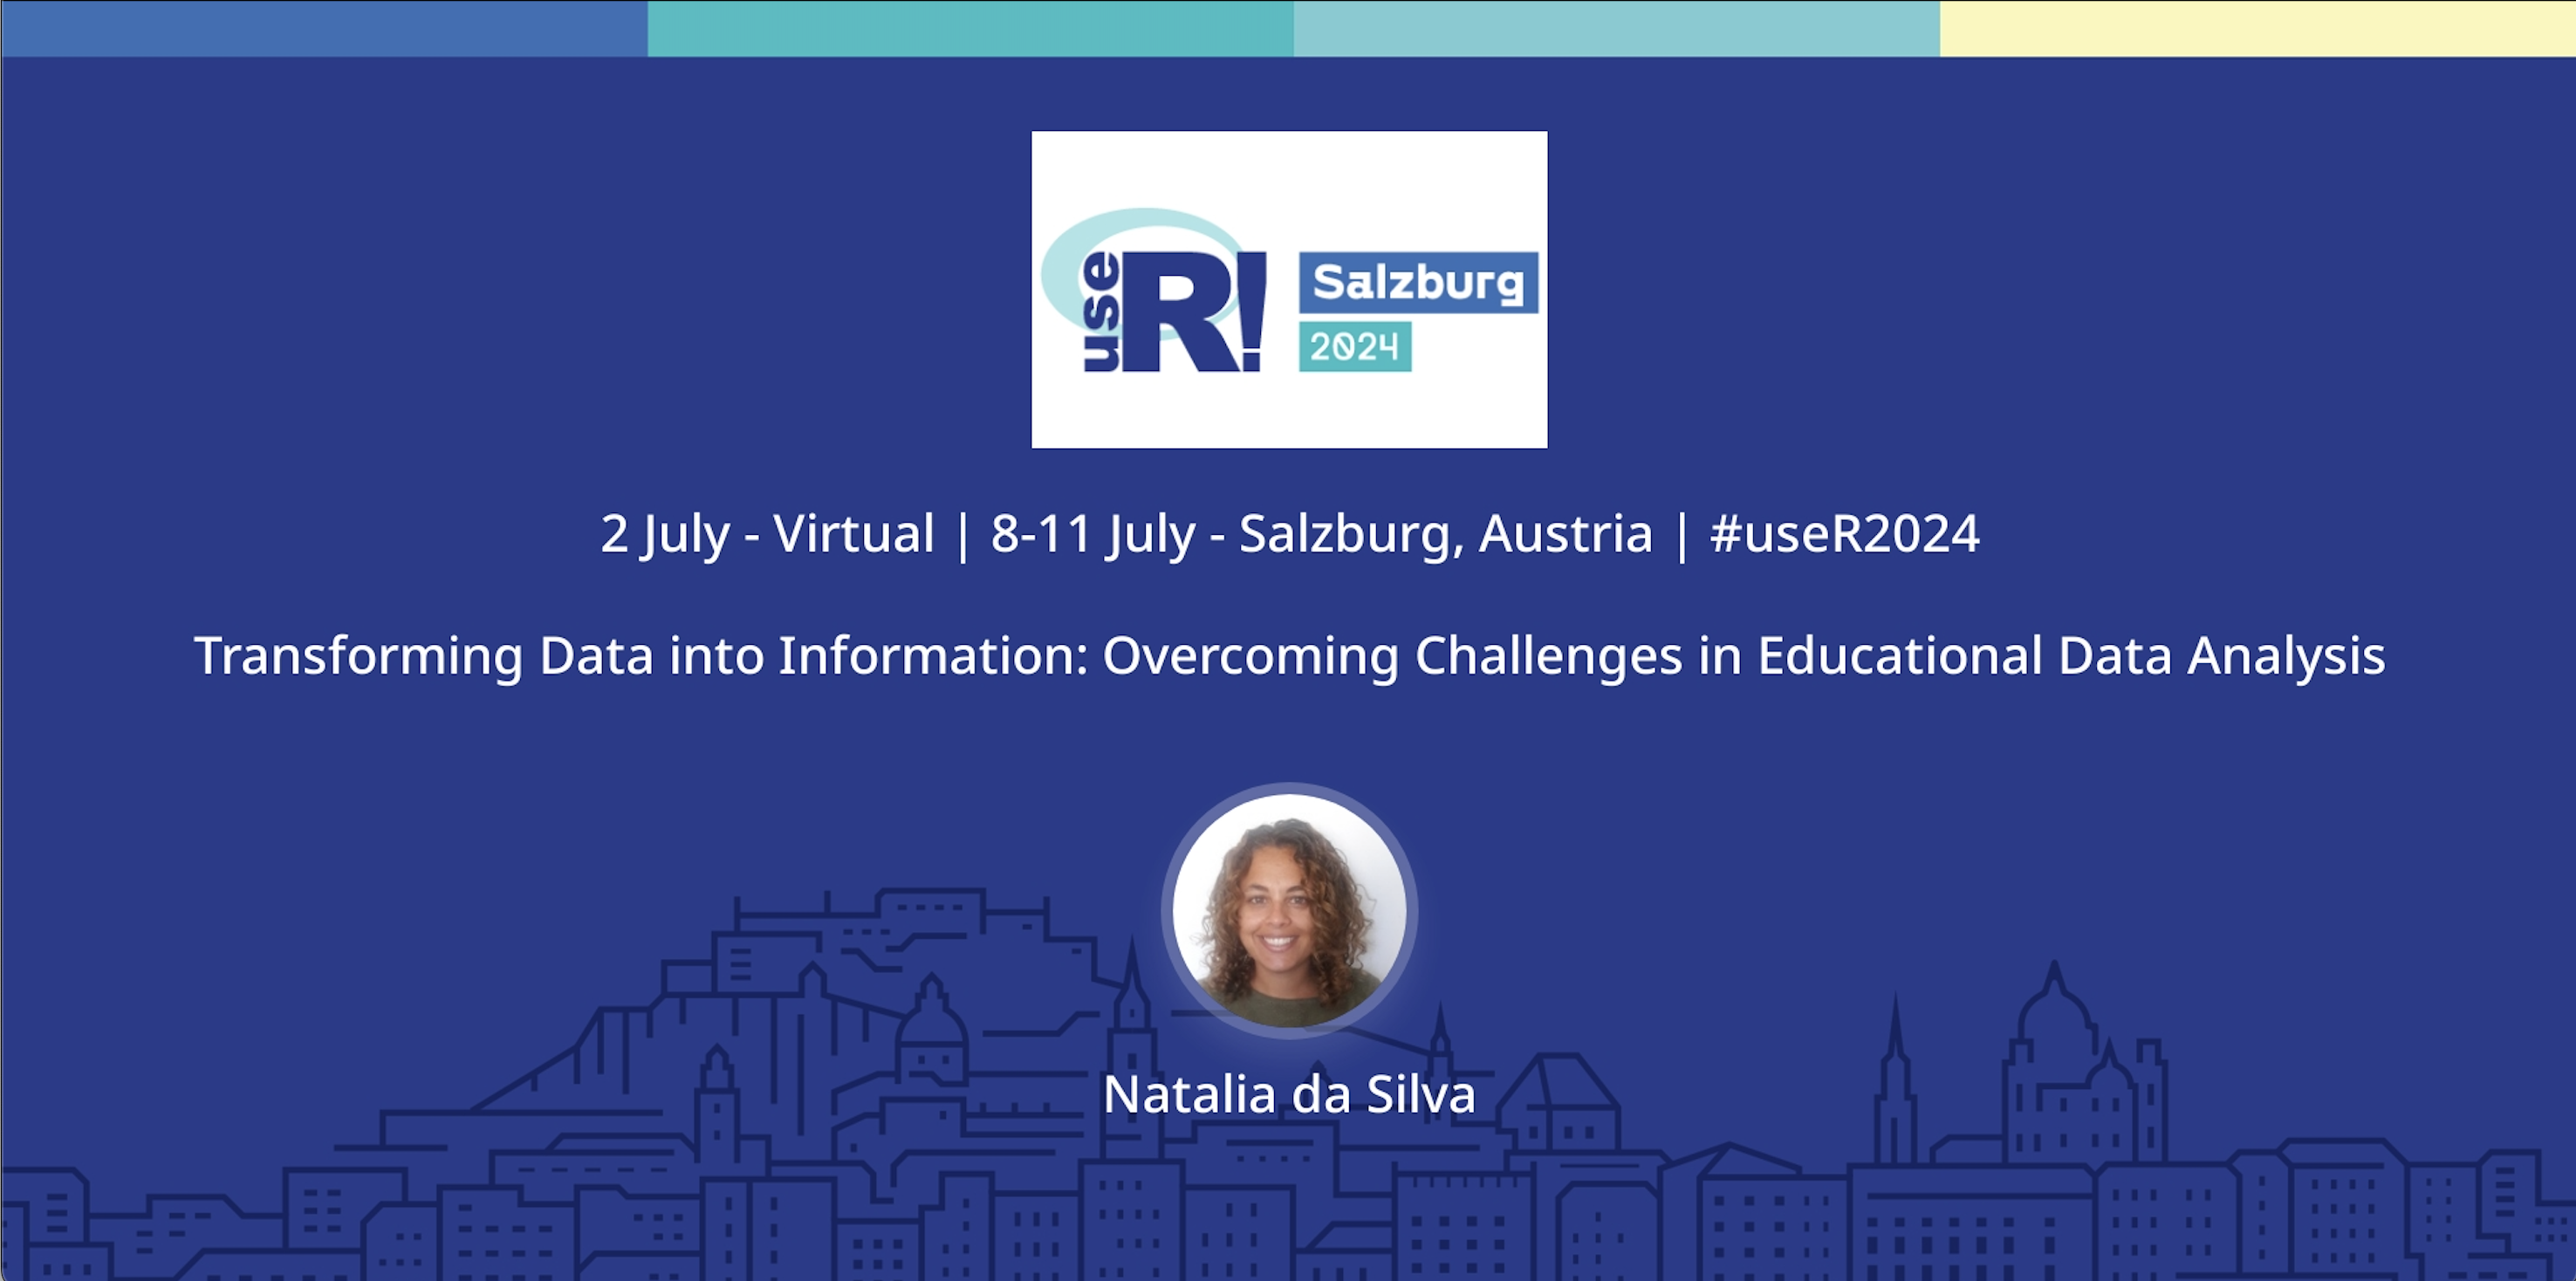 use R!
Salzburg
2024
2 July - Virtual | 8-11 July - Salzburg, Austria | #useR2024
Transforming Data into Information: Overcoming Challenges in Educational Data Analysis
Natalia da Silva